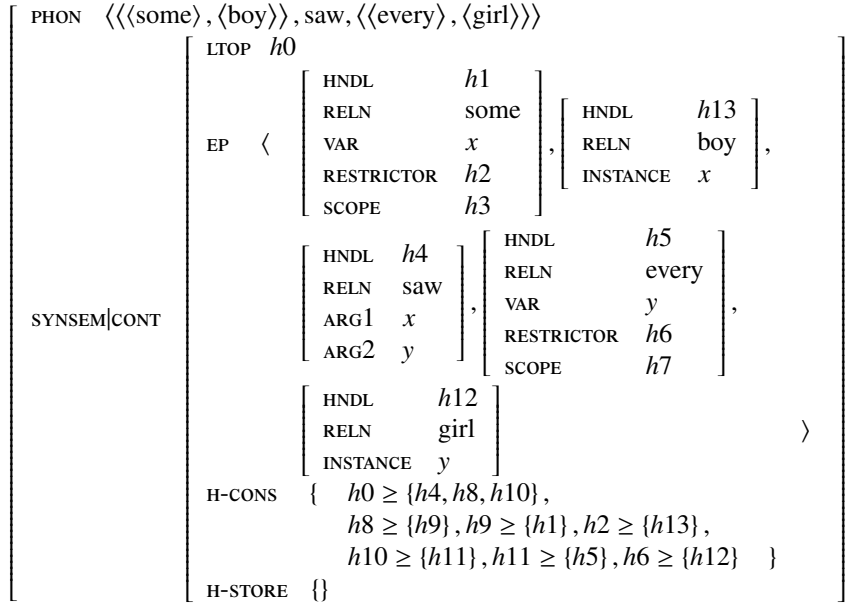 PHON ⟨⟨⟨some⟩, ⟨boy⟩⟩, saw, ⟨⟨every⟩, ⟨girl⟩⟩⟩
SYNSEM|CONT
LTOP h0
EP ⟨
HNDL h1
RELN some
VAR x
RESTRICTOR h2
SCOPE h3
,
HNDL h13
RELN boy
INSTANCE x
,
HNDL h4
RELN saw
ARG1 x
ARG2 y
,
HNDL h5
RELN every
VAR y
RESTRICTOR h6
SCOPE h7
,
HNDL h12
RELN girl
INSTANCE y
⟩
H-CONS { h0 ≥ {h4, h8, h10},
h8 ≥ {h9}, h9 ≥ {h1}, h2 ≥ {h13},
h10 ≥ {h11}, h11 ≥ {h5}, h6 ≥ {h12} }
H-STORE {}